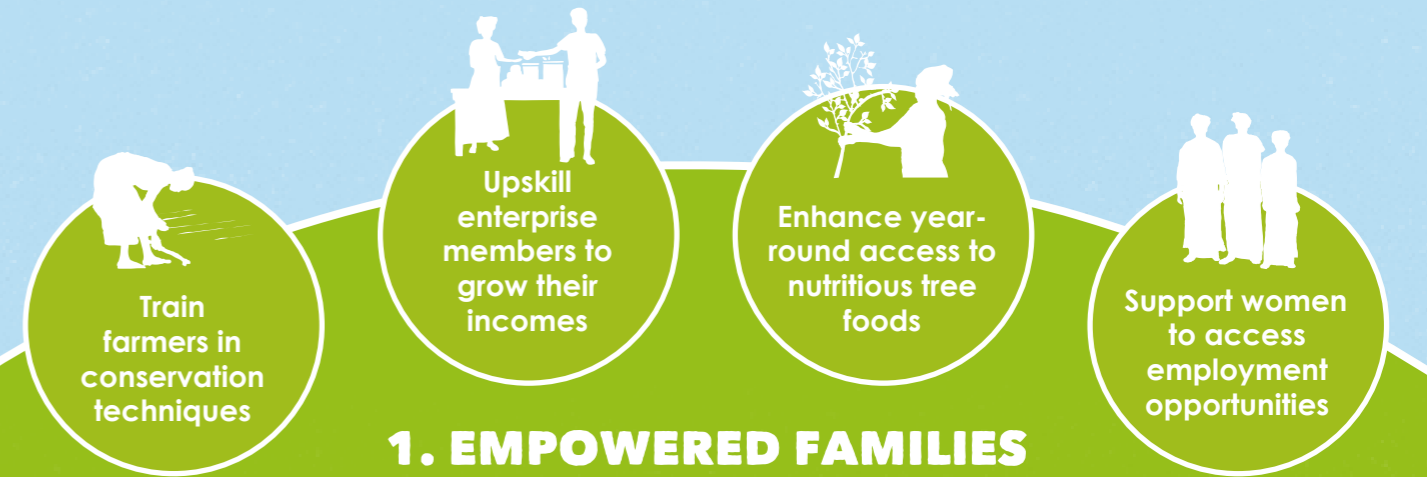 Train
farmers in
conservation
techniques
Upskill
enterprise
members to
grow their
incomes
Enhance year-
round access to
nutritious tree
foods
Support women
to access
employment
opportunities
1. EMPOWERED FAMILIES